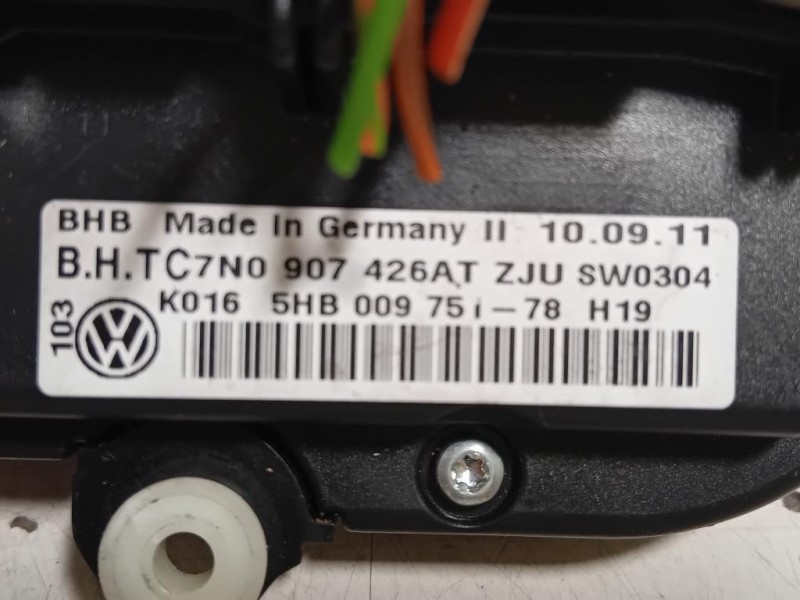 BHB Made In Germany II 10.09.11
B.H.TC7N0 907 426AT ZJU SW0304
K016 5HB 009 751-78 H19
103